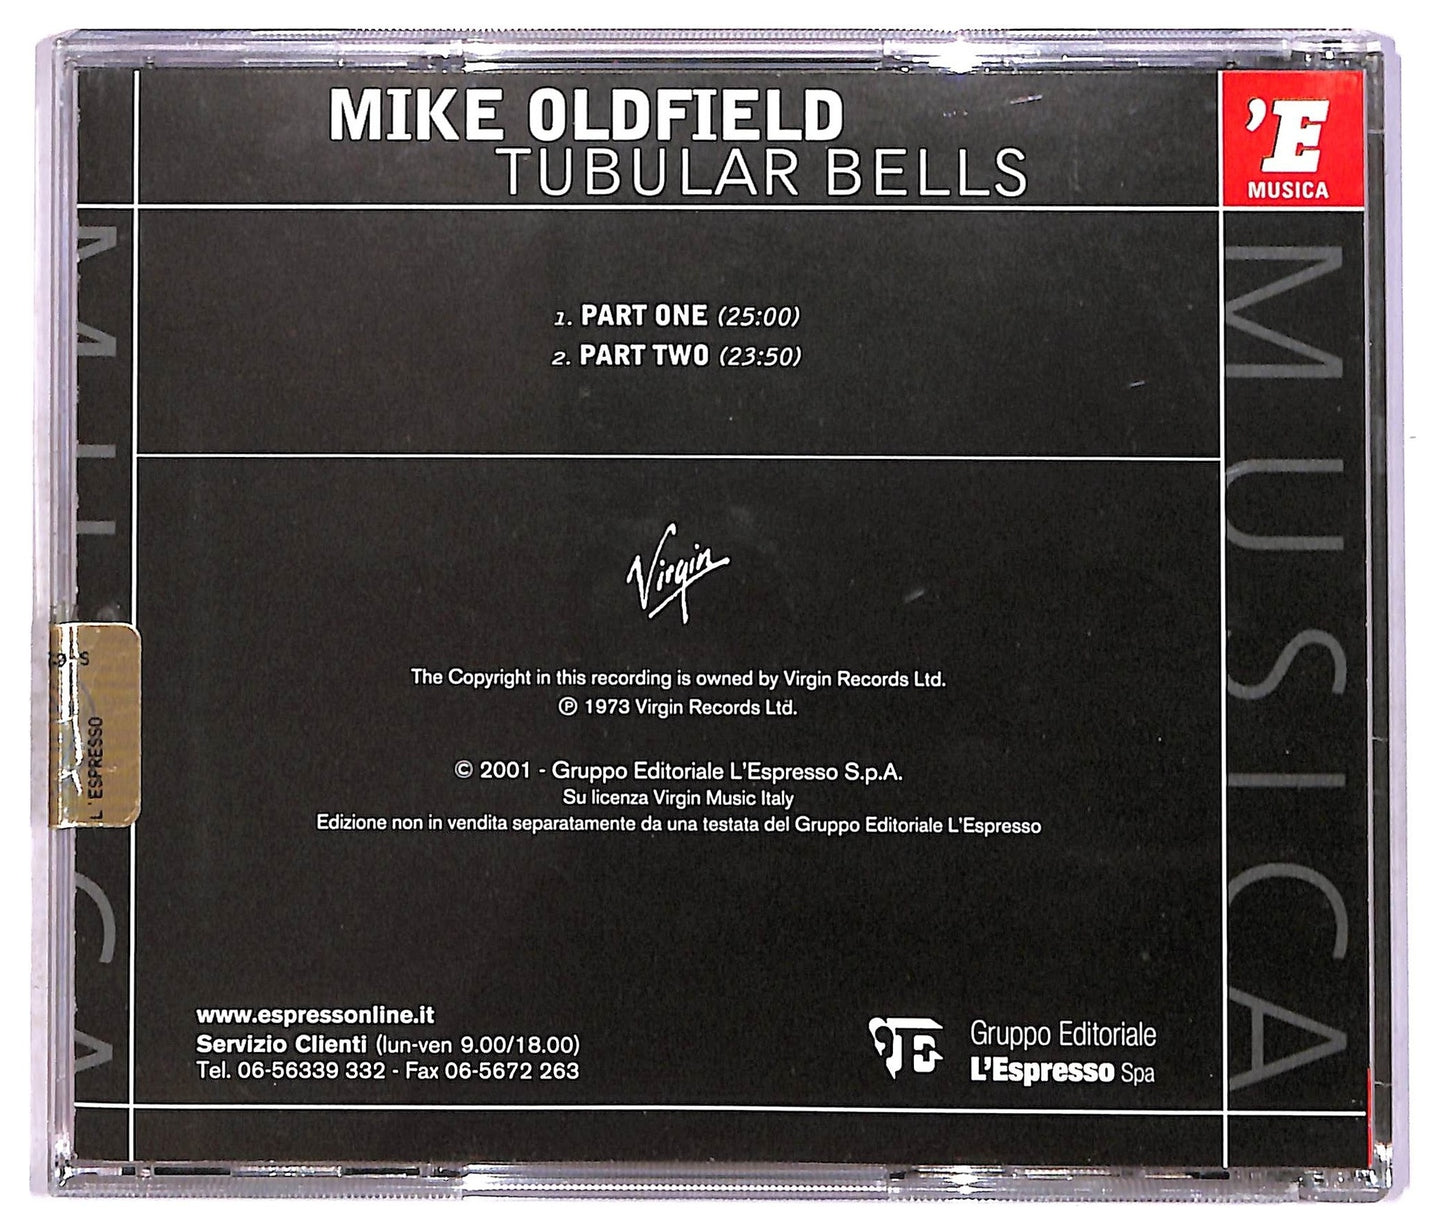 MIKE OLDFIELD
TUBULAR BELLS
'E
MUSICA
1. PART ONE (25:00)
2. PART TWO (23:50)
Virgin
The Copyright in this recording is owned by Virgin Records Ltd.
℗ 1973 Virgin Records Ltd.
© 2001 - Gruppo Editoriale L'Espresso S.p.A.
Su licenza Virgin Music Italy
Edizione non in vendita separatamente da una testata del Gruppo Editoriale L'Espresso
www.espressonline.it
Servizio Clienti (lun-ven 9.00/18.00)
Tel. 06-56339 332 - Fax 06-5672 263
Gruppo Editoriale
L'Espresso Spa
MUSICA
L'ESPRESSO